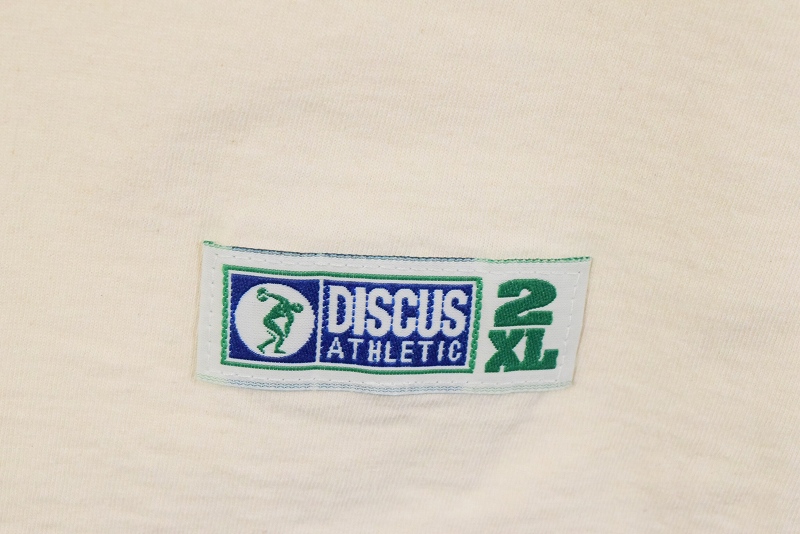 DISCUS
ATHLETIC
2
XL